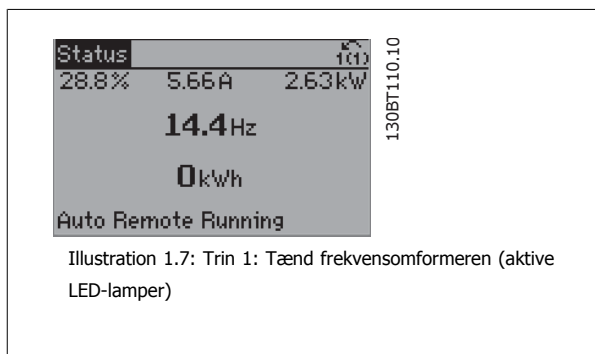 Status 1(1)
28.8% 5.66A 2.63kW
14.4Hz
0kWh
Auto Remote Running
130BT110.10
Illustration 1.7: Trin 1: Tænd frekvensomformeren (aktive
LED-lamper)